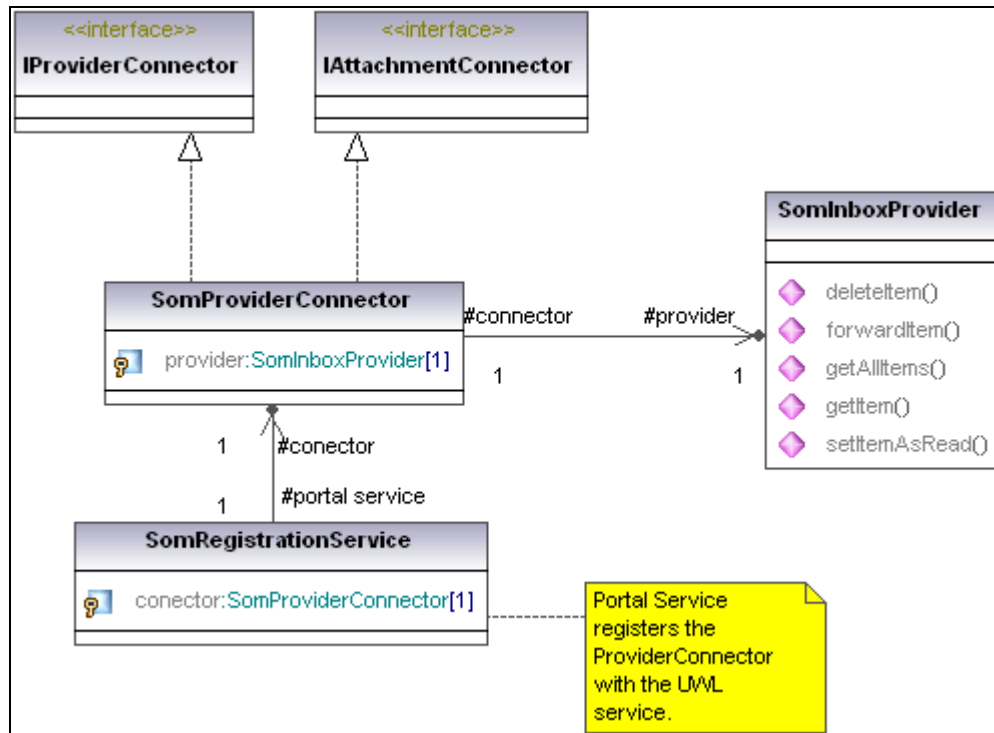 <<interface>>
IProviderConnector
<<interface>>
IAttachmentConnector
SomInboxProvider
deleteItem()
forwardItem()
getAllItems()
getItem()
setItemAsRead()
SomProviderConnector
provider:SomInboxProvider[1]
#connector
#provider
1
1
1
#conector
1
#portal service
SomRegistrationService
conector:SomProviderConnector[1]
Portal Service
registers the
ProviderConnector
with the UWL
service.